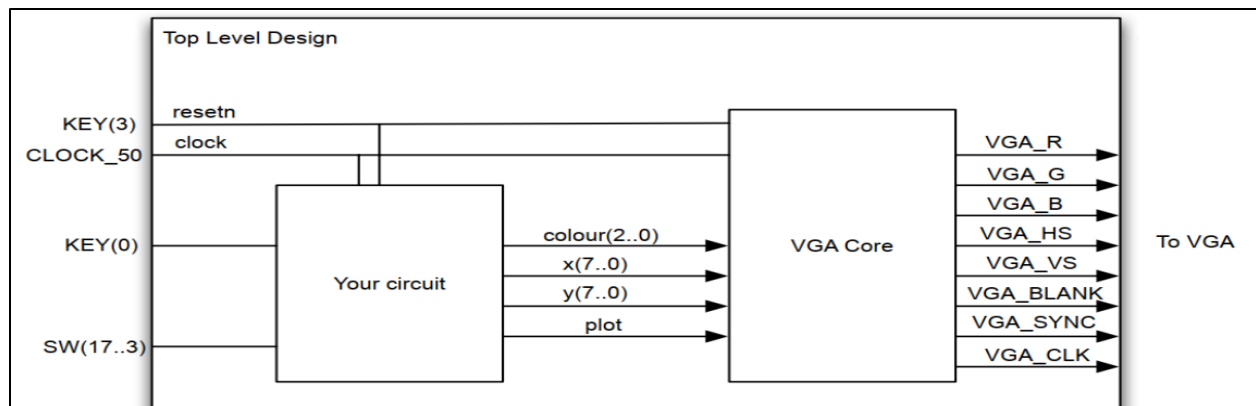 Top Level Design
KEY(3)
resetn
CLOCK_50
clock
KEY(0)
SW(17..3)
Your circuit
colour(2..0)
x(7..0)
y(7..0)
plot
VGA Core
VGA_R
VGA_G
VGA_B
VGA_HS
VGA_VS
VGA_BLANK
VGA_SYNC
VGA_CLK
To VGA